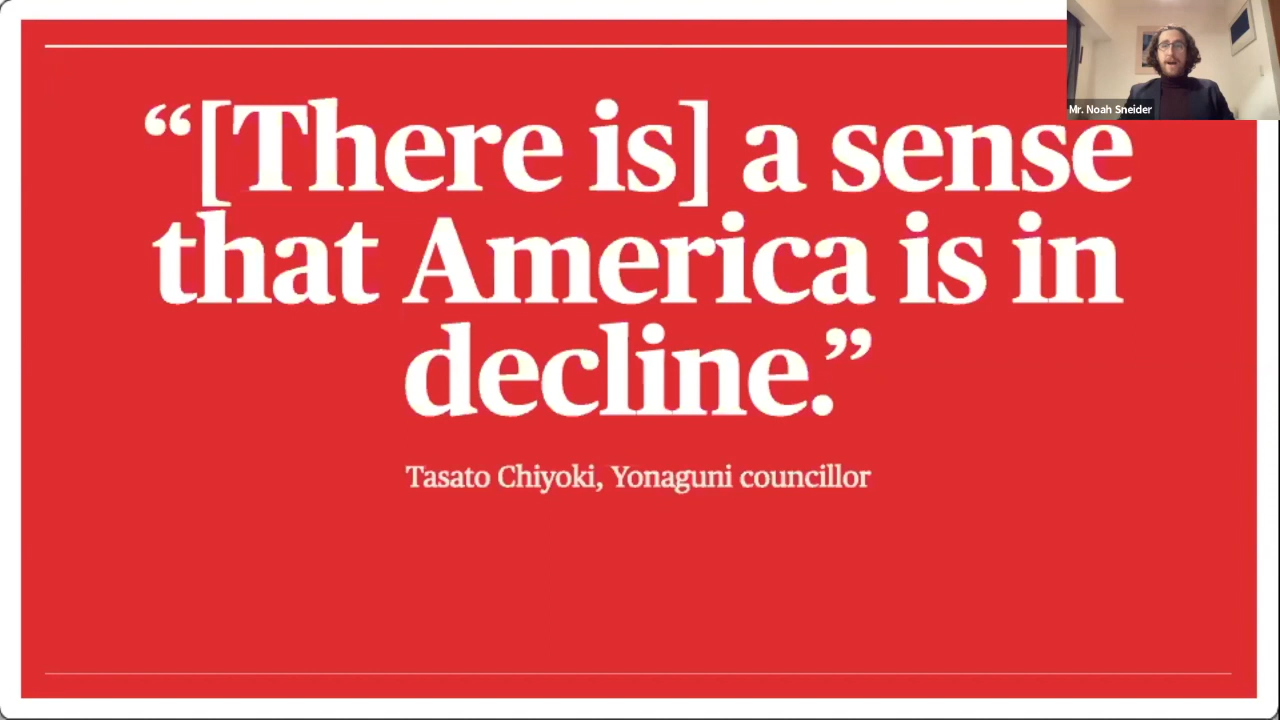 “[There is] a sense
that America is in
decline.”
Tasato Chiyoki, Yonaguni councillor
Mr. Noah Sneider